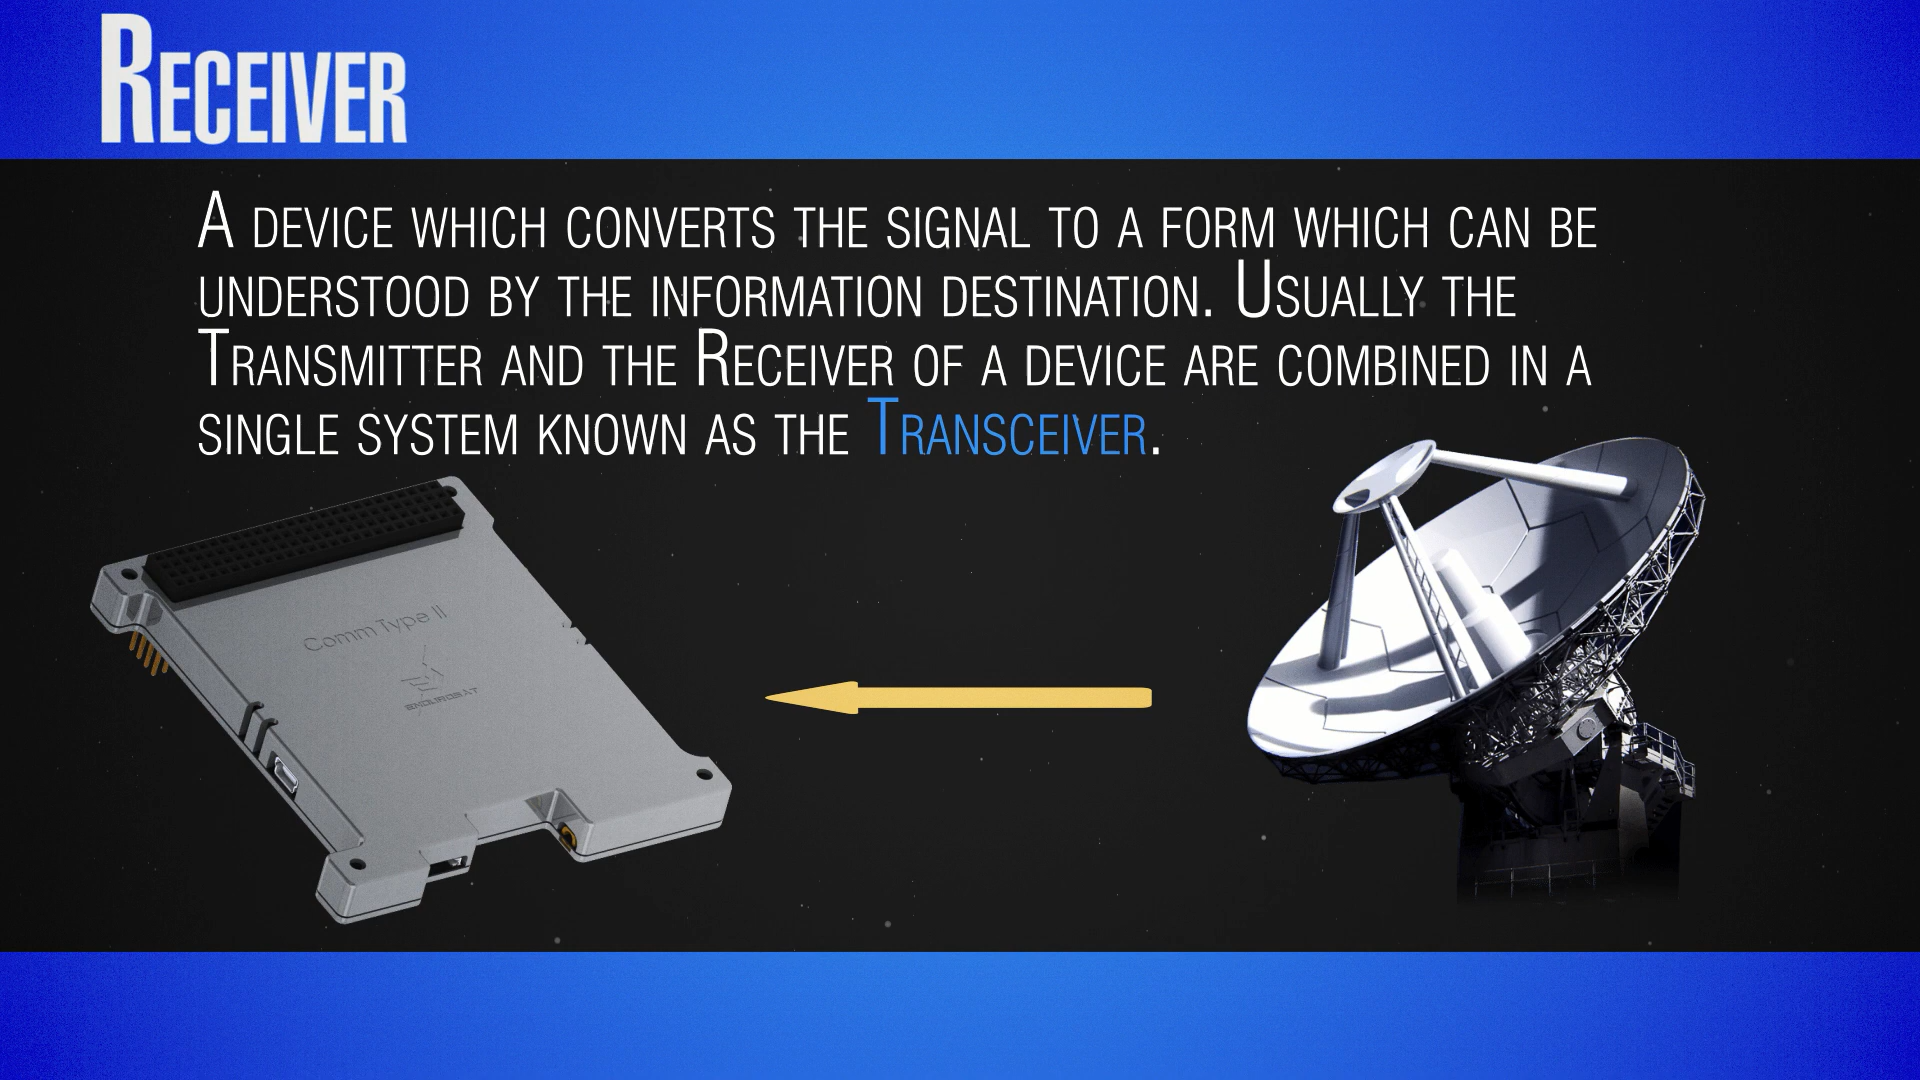 Receiver
A device which converts the signal to a form which can be
understood by the information destination. Usually the
Transmitter and the Receiver of a device are combined in a
single system known as the Transceiver.
Comm Type II
ENDUROSAT